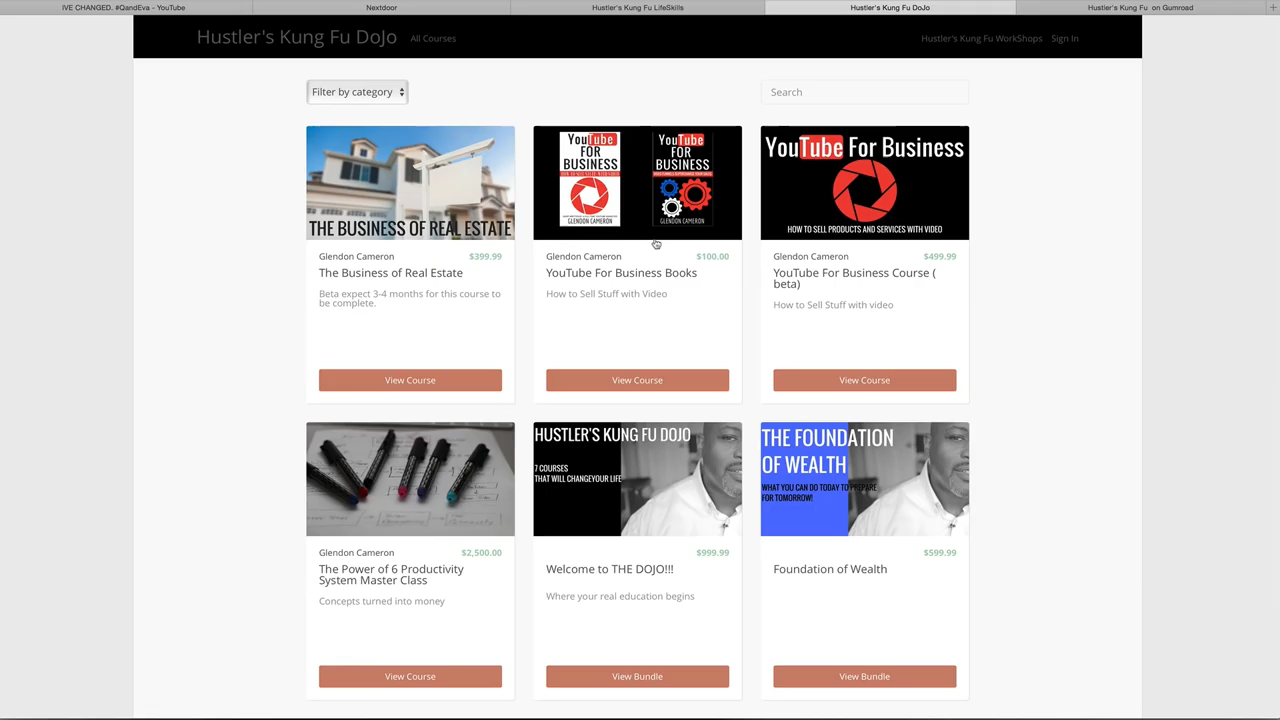 IVE CHANGED. #QandEva - YouTube
Nextdoor
Hustler's Kung Fu LifeSkills
Hustler's Kung Fu DoJo
Hustler's Kung Fu on Gumroad
Hustler's Kung Fu DoJo
All Courses
Hustler's Kung Fu WorkShops
Sign In
Filter by category
Search
THE BUSINESS OF REAL ESTATE
Glendon Cameron $399.99
The Business of Real Estate
Beta expect 3-4 months for this course to
be complete.
View Course
YouTube
FOR
BUSINESS
GLENDON CAMERON
YouTube
FOR
BUSINESS
GLENDON CAMERON
Glendon Cameron $100.00
YouTube For Business Books
How to Sell Stuff with Video
View Course
YouTube For Business
HOW TO SELL PRODUCTS AND SERVICES WITH VIDEO
Glendon Cameron $499.99
YouTube For Business Course (
beta)
How to Sell Stuff with video
View Course
Glendon Cameron $2,500.00
The Power of 6 Productivity
System Master Class
Concepts turned into money
View Course
HUSTLER'S KUNG FU DOJO
7 COURSES
THAT WILL CHANGEYOUR LIFE
$999.99
Welcome to THE DOJO!!!
Where your real education begins
View Bundle
THE FOUNDATION
OF WEALTH
WHAT YOU CAN DO TODAY TO PREPARE
FOR TOMORROW!
$599.99
Foundation of Wealth
View Bundle